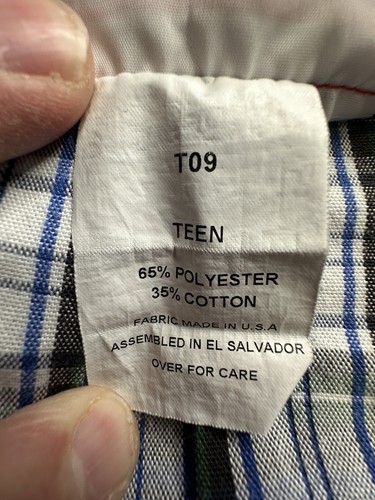 T09
TEEN
65% POLYESTER
35% COTTON
FABRIC MADE IN U.S.A
ASSEMBLED IN EL SALVADOR
OVER FOR CARE